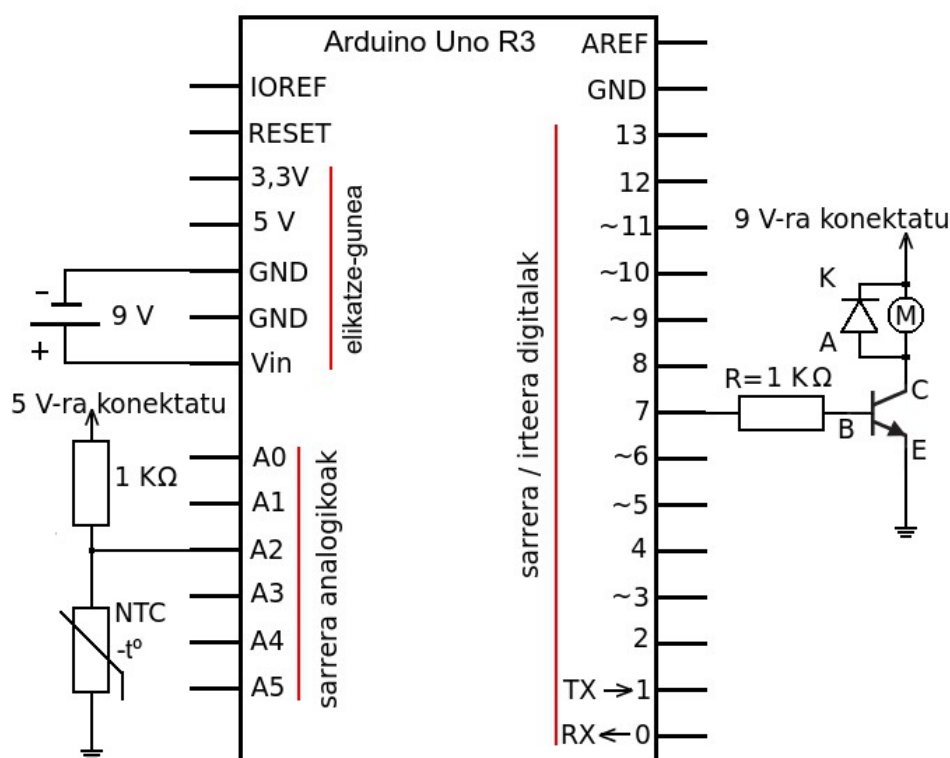 Arduino Uno R3
IOREF
RESET
3,3V
5 V
GND
GND
Vin
elikatze-gunea
–
9 V
+
5 V-ra konektatu
1 KΩ
NTC
-tº
A0
A1
A2
A3
A4
A5
sarrera analogikoak
AREF
GND
13
12
~11
~10
~9
8
7
~6
~5
4
~3
2
TX→1
RX←0
sarrera / irteera digitalak
9 V-ra konektatu
K
M
A
R=1 KΩ
C
B
E